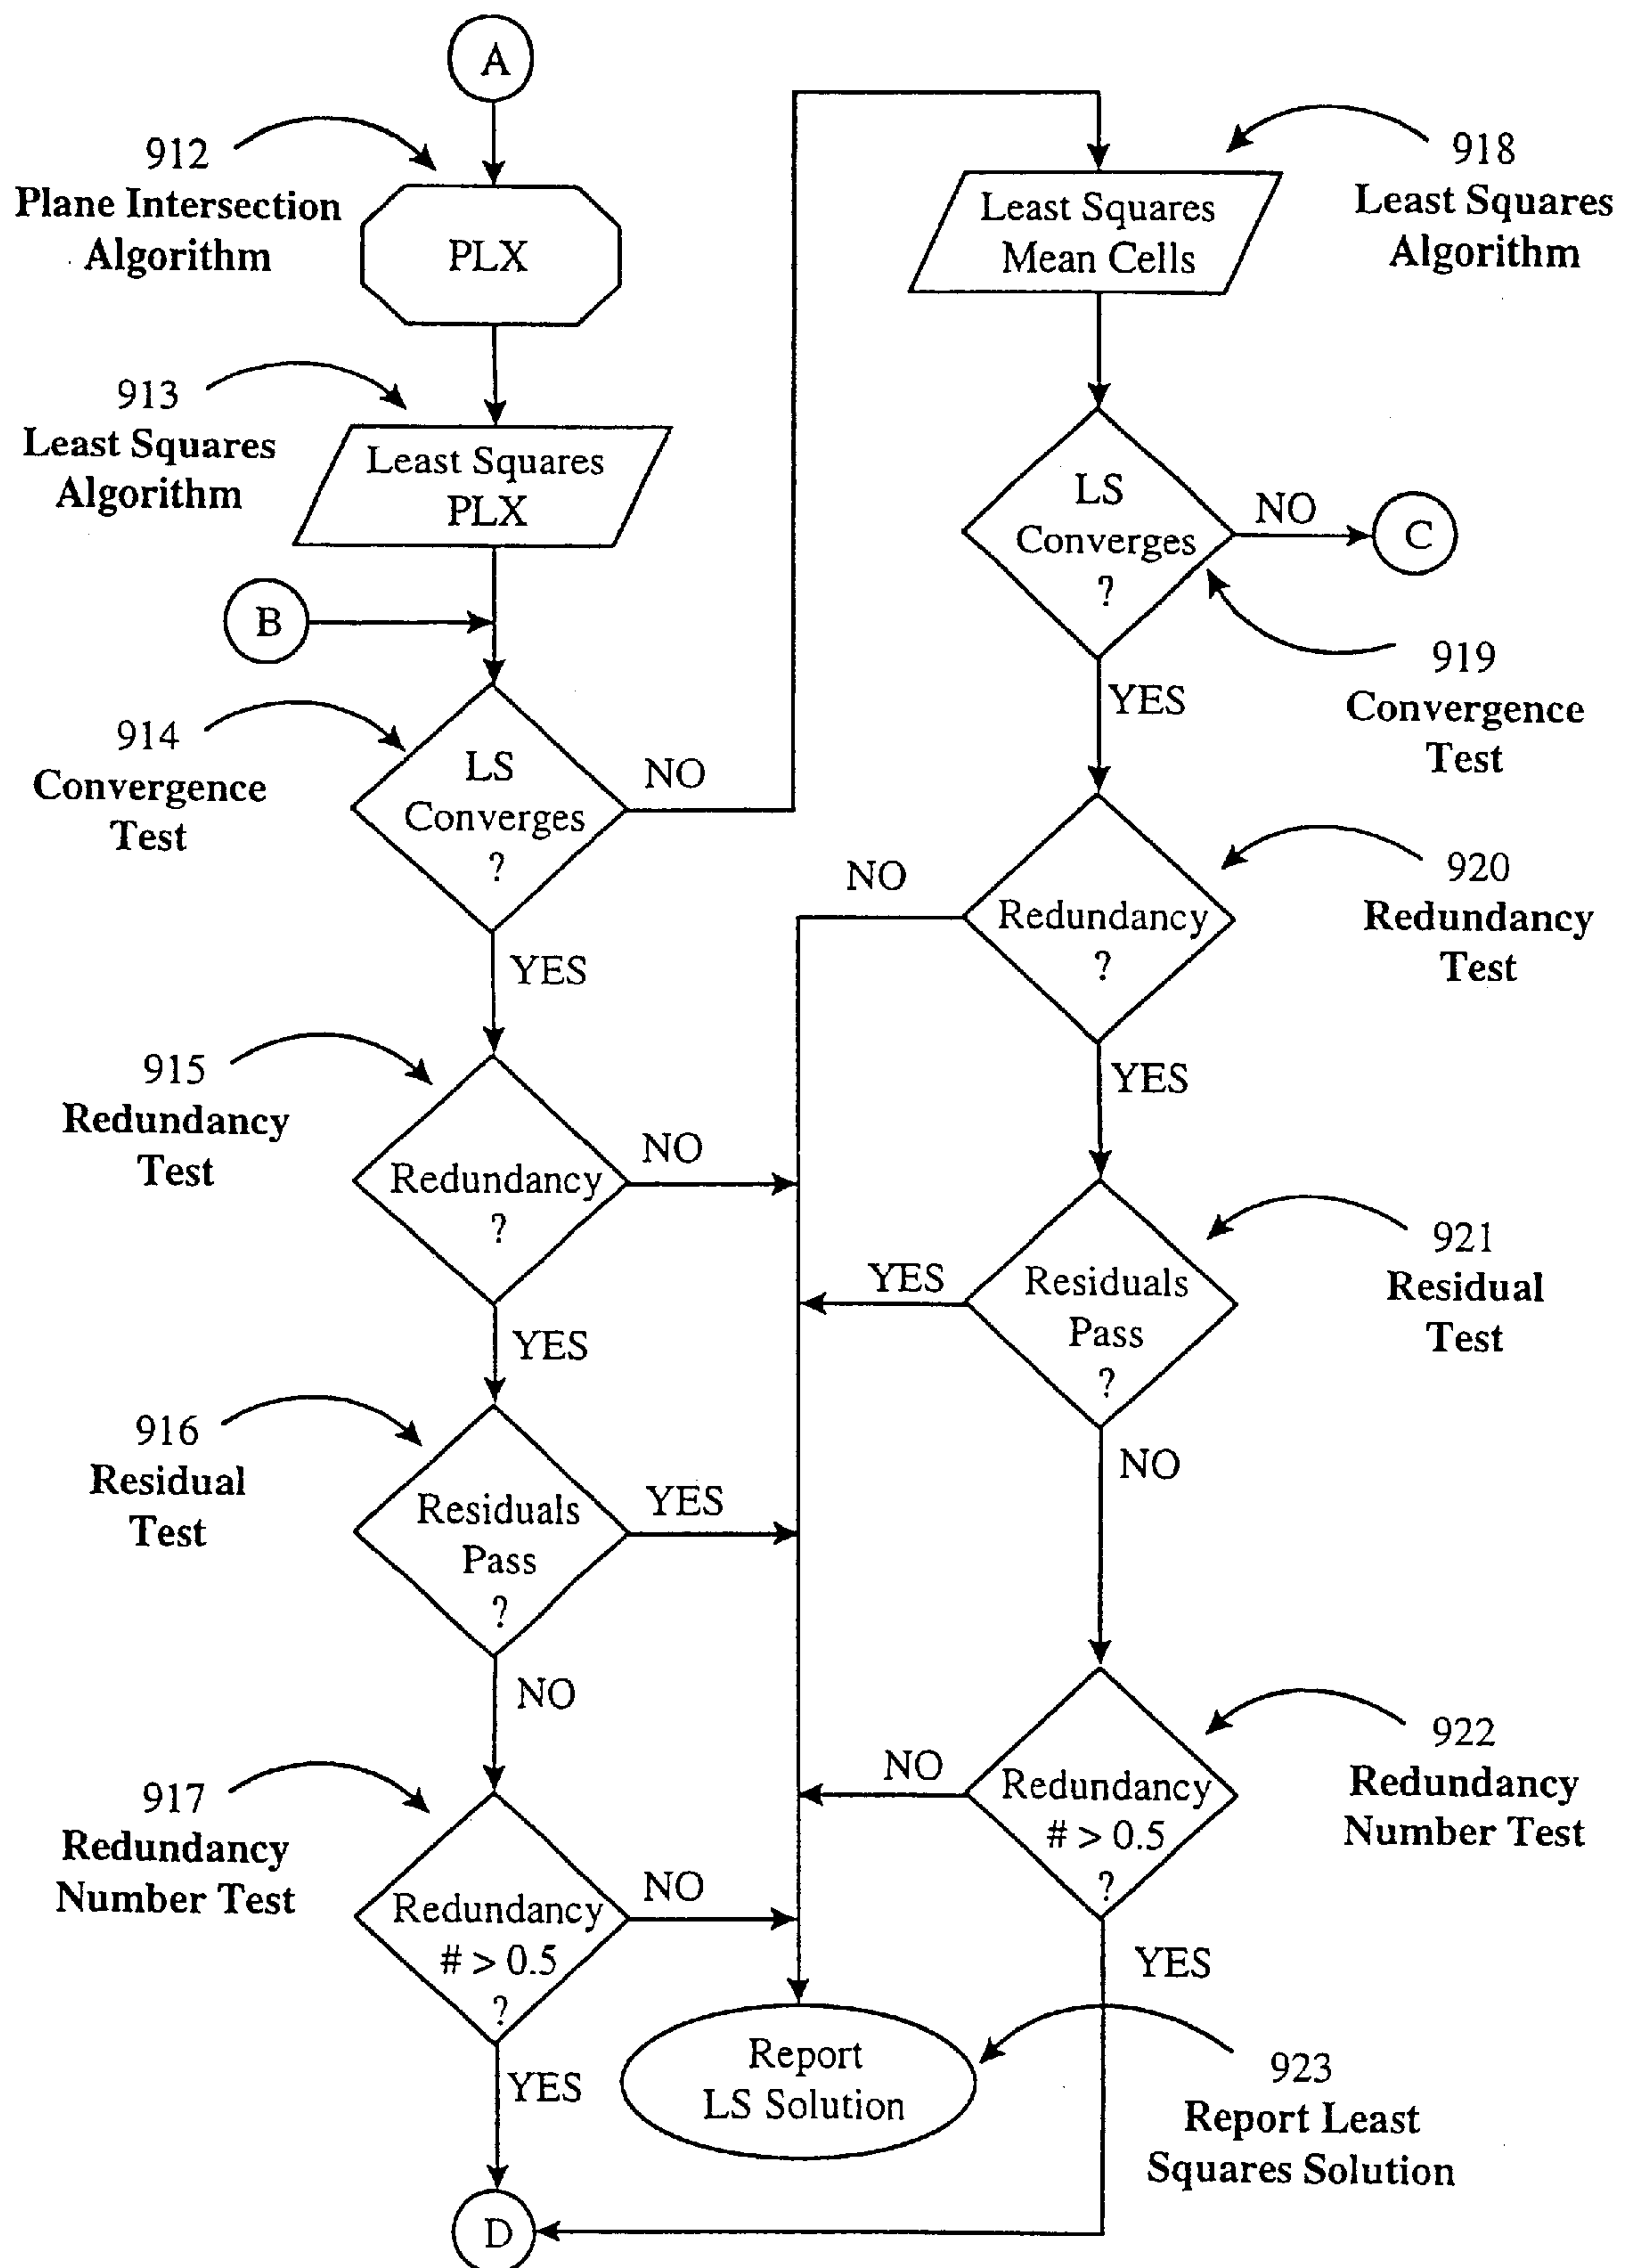 A
912
Plane Intersection
Algorithm
PLX
913
Least Squares
Algorithm
Least Squares
PLX
B
914
Convergence
Test
LS
Converges
?
NO
YES
915
Redundancy
Test
Redundancy
?
NO
YES
916
Residual
Test
Residuals
Pass
?
YES
NO
917
Redundancy
Number Test
Redundancy
# > 0.5
?
NO
YES
D
918
Least Squares
Algorithm
Least Squares
Mean Cells
LS
Converges
?
NO
C
919
Convergence
Test
YES
920
Redundancy
Test
NO
Redundancy
?
YES
921
Residual
Test
YES
Residuals
Pass
?
NO
922
Redundancy
Number Test
NO
Redundancy
# > 0.5
?
YES
Report
LS Solution
923
Report Least
Squares Solution